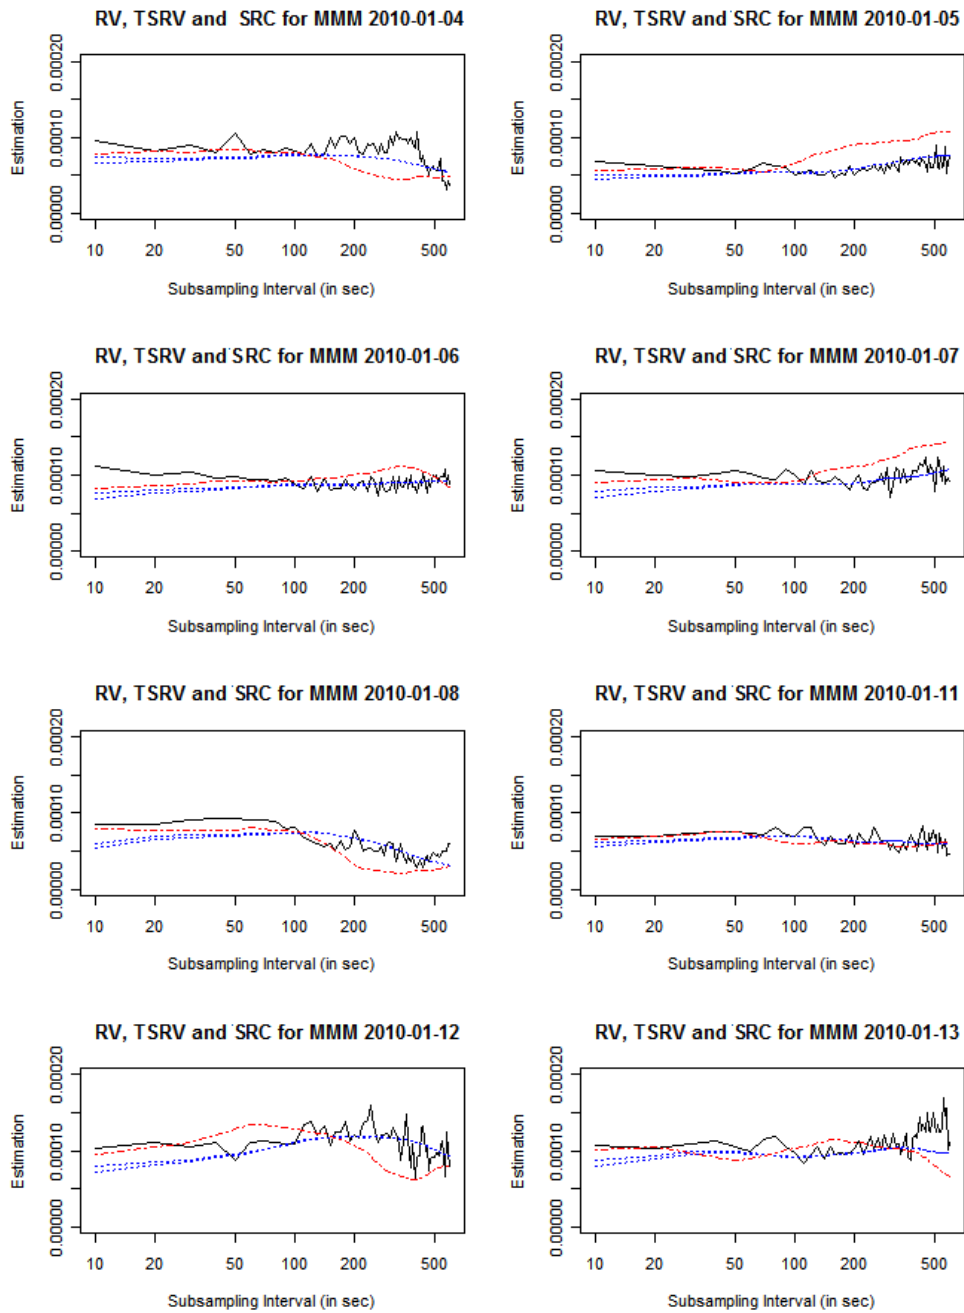 RV, TSRV and SRC for MMM 2010-01-04
RV, TSRV and SRC for MMM 2010-01-05
Estimation
0.00000 0.00010 0.00020
10 20 50 100 200 500
Subsampling Interval (in sec)
Estimation
0.00000 0.00010 0.00020
10 20 50 100 200 500
Subsampling Interval (in sec)
RV, TSRV and SRC for MMM 2010-01-06
RV, TSRV and SRC for MMM 2010-01-07
Estimation
0.00000 0.00010 0.00020
10 20 50 100 200 500
Subsampling Interval (in sec)
Estimation
0.00000 0.00010 0.00020
10 20 50 100 200 500
Subsampling Interval (in sec)
RV, TSRV and SRC for MMM 2010-01-08
RV, TSRV and SRC for MMM 2010-01-11
Estimation
0.00000 0.00010 0.00020
10 20 50 100 200 500
Subsampling Interval (in sec)
Estimation
0.00000 0.00010 0.00020
10 20 50 100 200 500
Subsampling Interval (in sec)
RV, TSRV and SRC for MMM 2010-01-12
RV, TSRV and SRC for MMM 2010-01-13
Estimation
0.00000 0.00010 0.00020
10 20 50 100 200 500
Subsampling Interval (in sec)
Estimation
0.00000 0.00010 0.00020
10 20 50 100 200 500
Subsampling Interval (in sec)